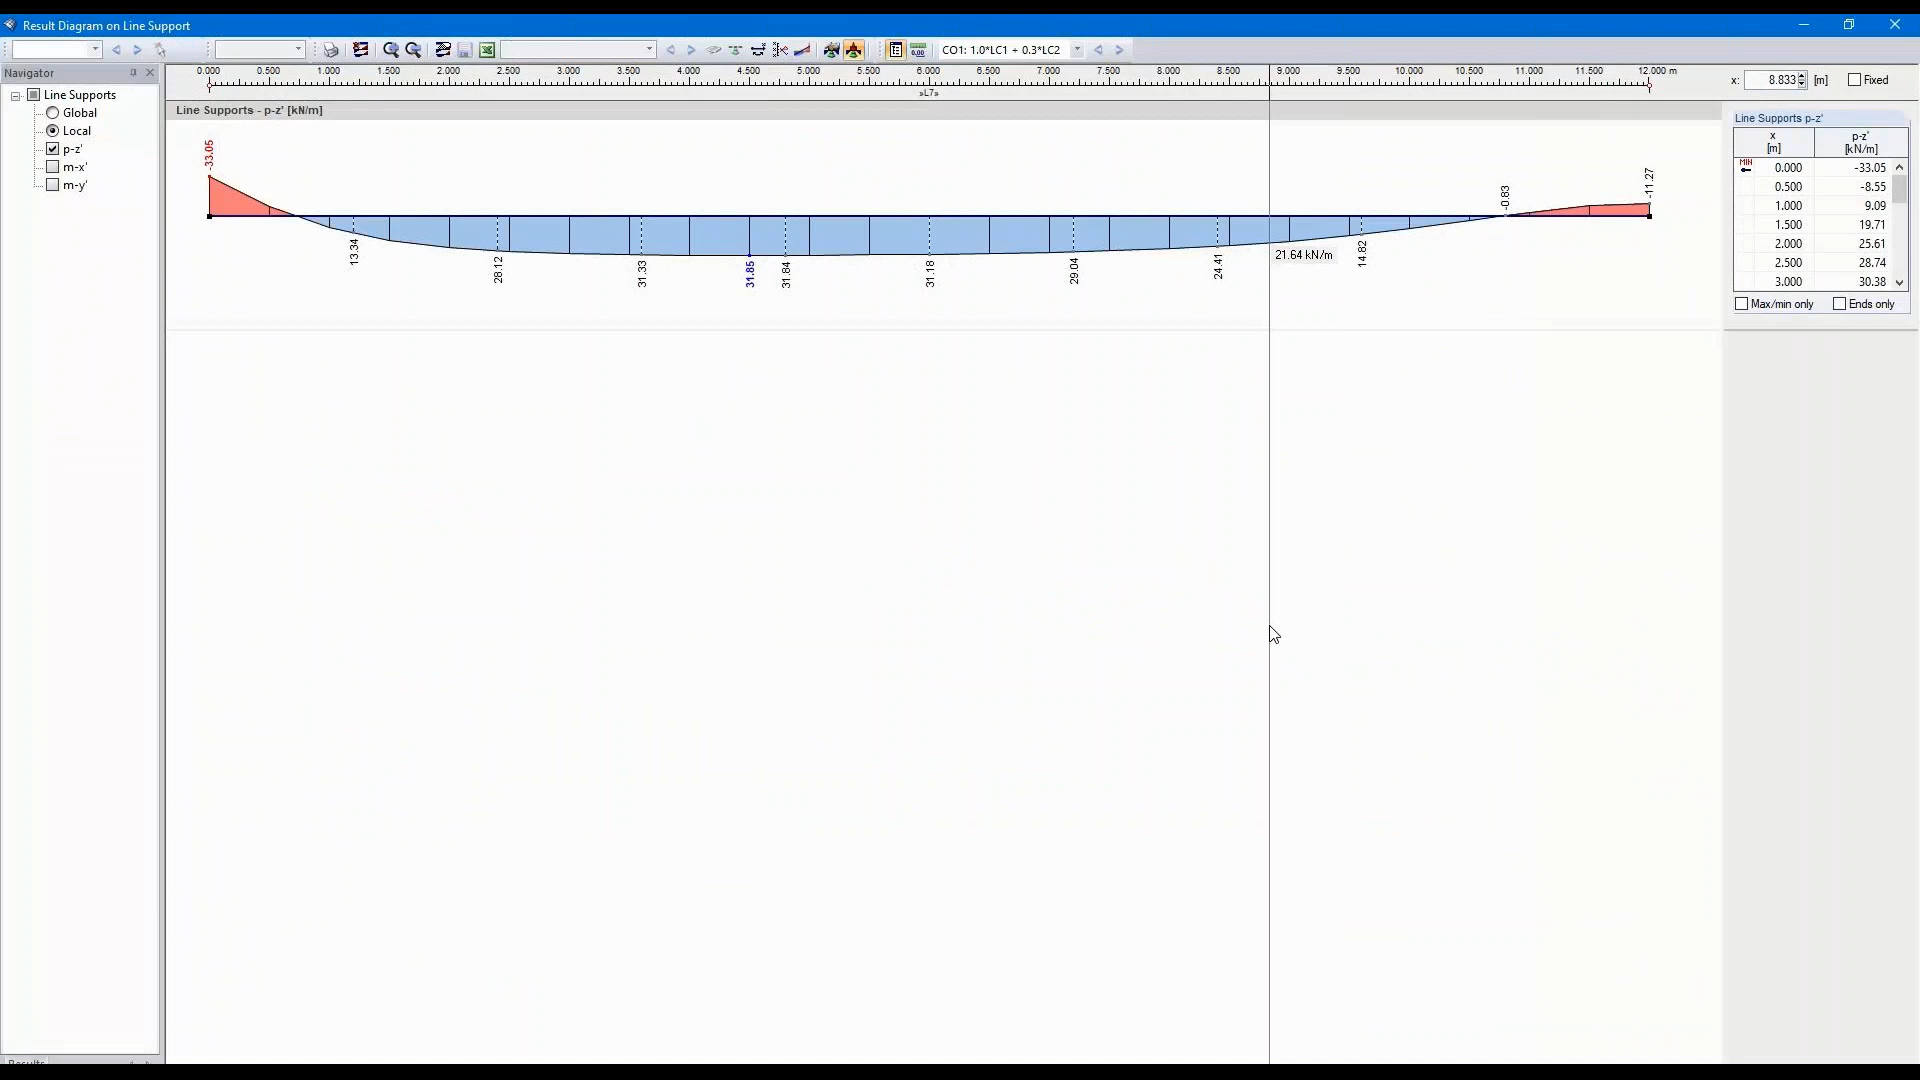 Result Diagram on Line Support
CO1: 1.0*LC1 + 0.3*LC2
Navigator
Line Supports
Global
Local
p-z'
m-x'
m-y'
0.000 0.500 1.000 1.500 2.000 2.500 3.000 3.500 4.000 4.500 5.000 5.500 6.000 6.500 7.000 7.500 8.000 8.500 9.000 9.500 10.000 10.500 11.000 11.500 12.000 m
»L7»
x: 8.833 [m] Fixed
Line Supports - p-z' [kN/m]
-33.05
13.34
28.12
31.33
31.85
31.84
31.18
29.04
24.41
21.64 kN/m
14.82
-0.83
-11.27
Line Supports p-z'
x p-z'
[m] [kN/m]
MIN 0.000 -33.05
0.500 -8.55
1.000 9.09
1.500 19.71
2.000 25.61
2.500 28.74
3.000 30.38
Max/min only Ends only